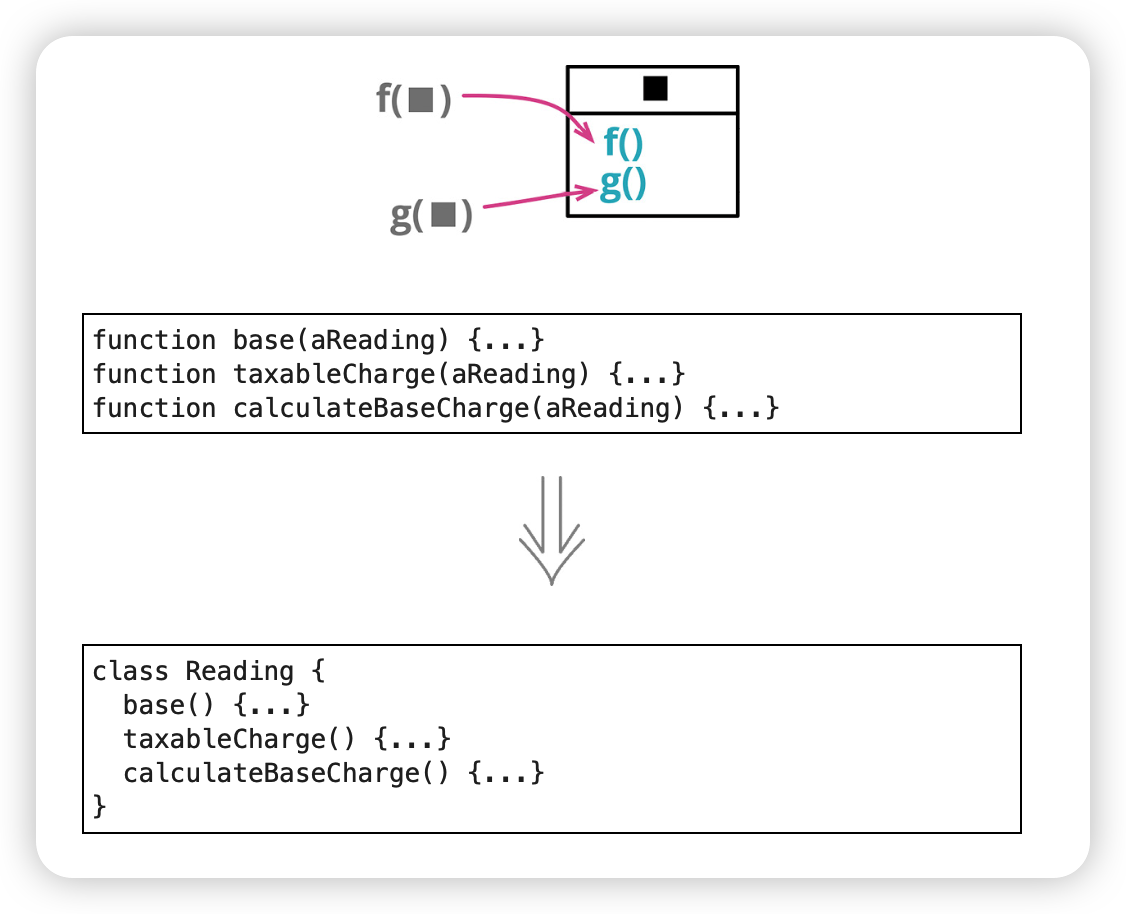 f(■)
f()
g()
g(■)
function base(aReading) {...}
function taxableCharge(aReading) {...}
function calculateBaseCharge(aReading) {...}
class Reading {
  base() {...}
  taxableCharge() {...}
  calculateBaseCharge() {...}
}